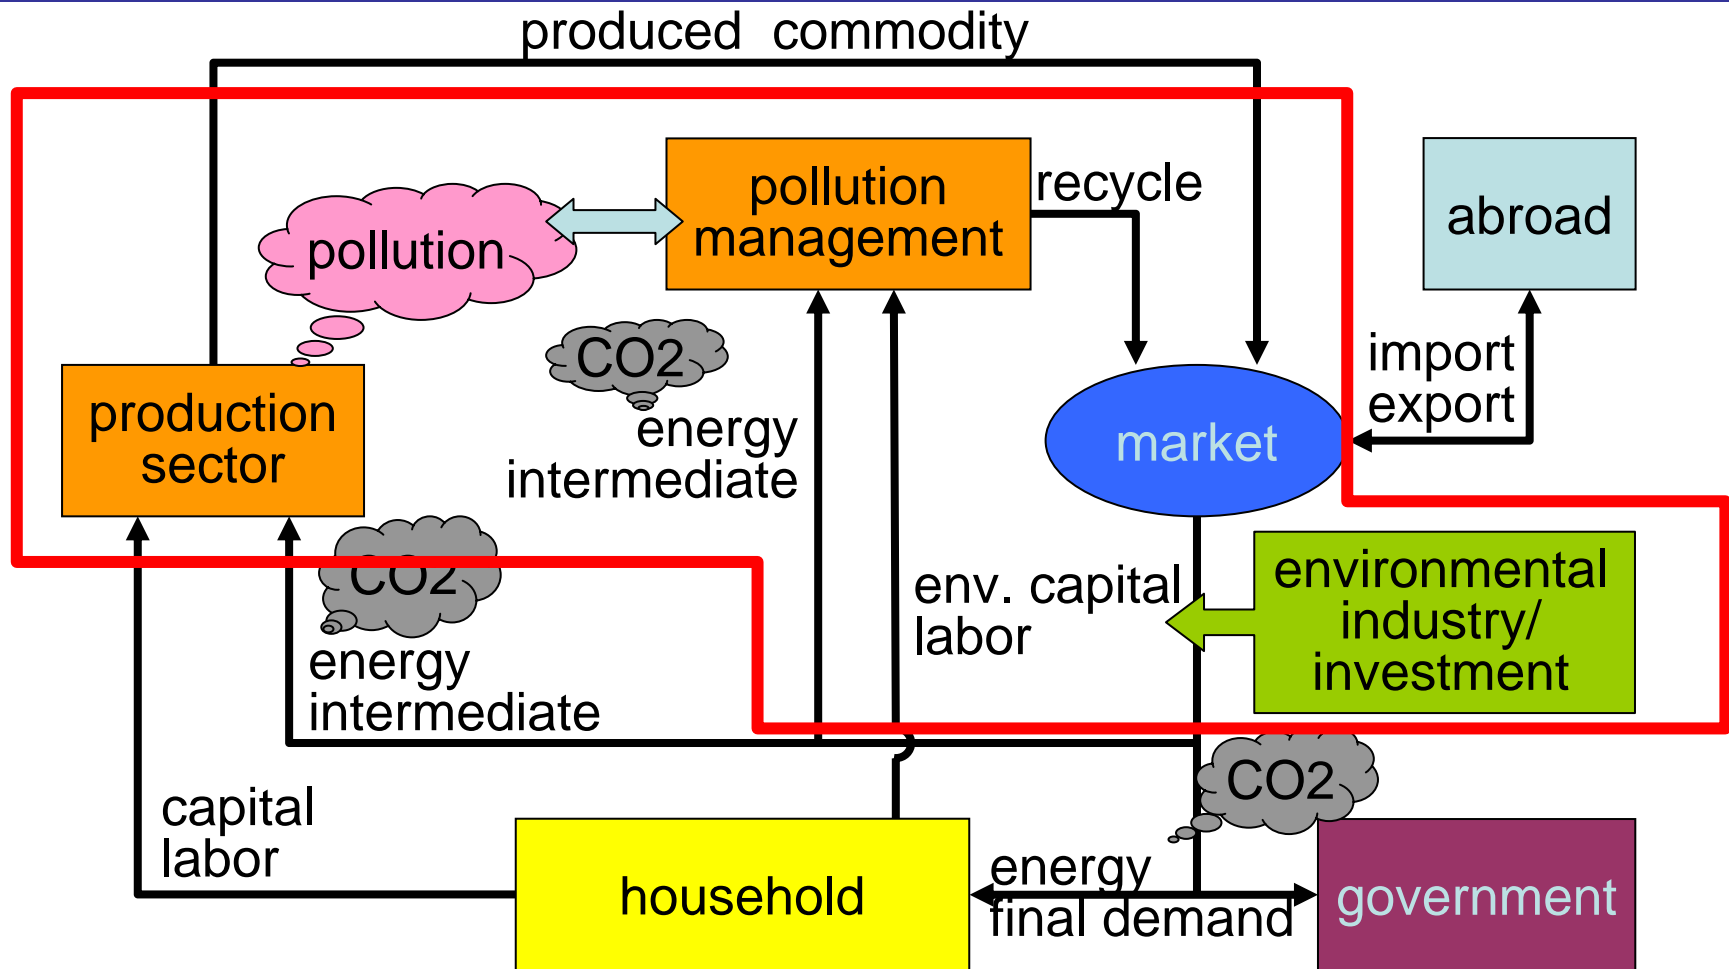 produced commodity
pollution
management
recycle
abroad
pollution
import
export
CO2
production
sector
energy
intermediate
market
CO2
env. capital
labor
environmental
industry/
investment
energy
intermediate
CO2
capital
labor
household
energy
final demand
government